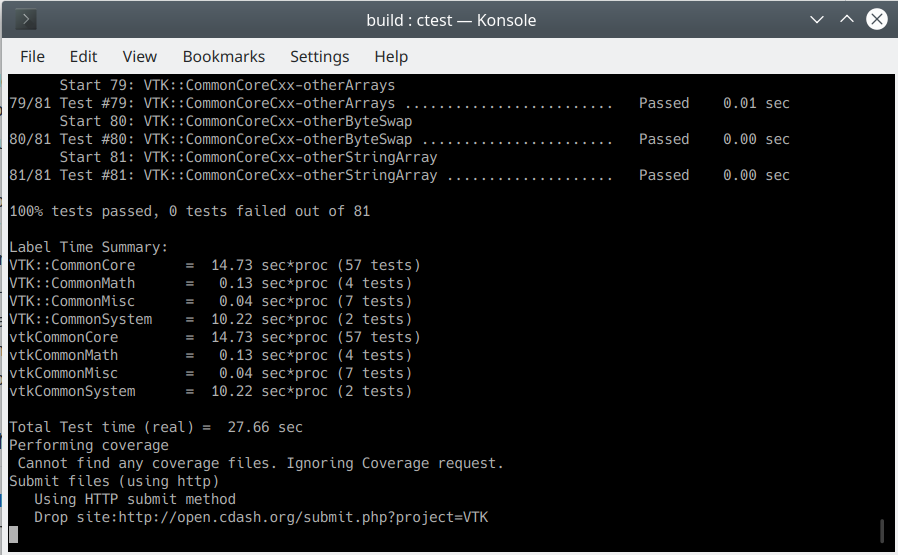 build : ctest — Konsole
File Edit View Bookmarks Settings Help
Start 79: VTK::CommonCoreCxx-otherArrays
79/81 Test #79: VTK::CommonCoreCxx-otherArrays ......................... Passed 0.01 sec
Start 80: VTK::CommonCoreCxx-otherByteSwap
80/81 Test #80: VTK::CommonCoreCxx-otherByteSwap ....................... Passed 0.00 sec
Start 81: VTK::CommonCoreCxx-otherStringArray
81/81 Test #81: VTK::CommonCoreCxx-otherStringArray .................... Passed 0.00 sec
100% tests passed, 0 tests failed out of 81
Label Time Summary:
VTK::CommonCore = 14.73 sec*proc (57 tests)
VTK::CommonMath = 0.13 sec*proc (4 tests)
VTK::CommonMisc = 0.04 sec*proc (7 tests)
VTK::CommonSystem = 10.22 sec*proc (2 tests)
vtkCommonCore = 14.73 sec*proc (57 tests)
vtkCommonMath = 0.13 sec*proc (4 tests)
vtkCommonMisc = 0.04 sec*proc (7 tests)
vtkCommonSystem = 10.22 sec*proc (2 tests)
Total Test time (real) = 27.66 sec
Performing coverage
Cannot find any coverage files. Ignoring Coverage request.
Submit files (using http)
Using HTTP submit method
Drop site:http://open.cdash.org/submit.php?project=VTK